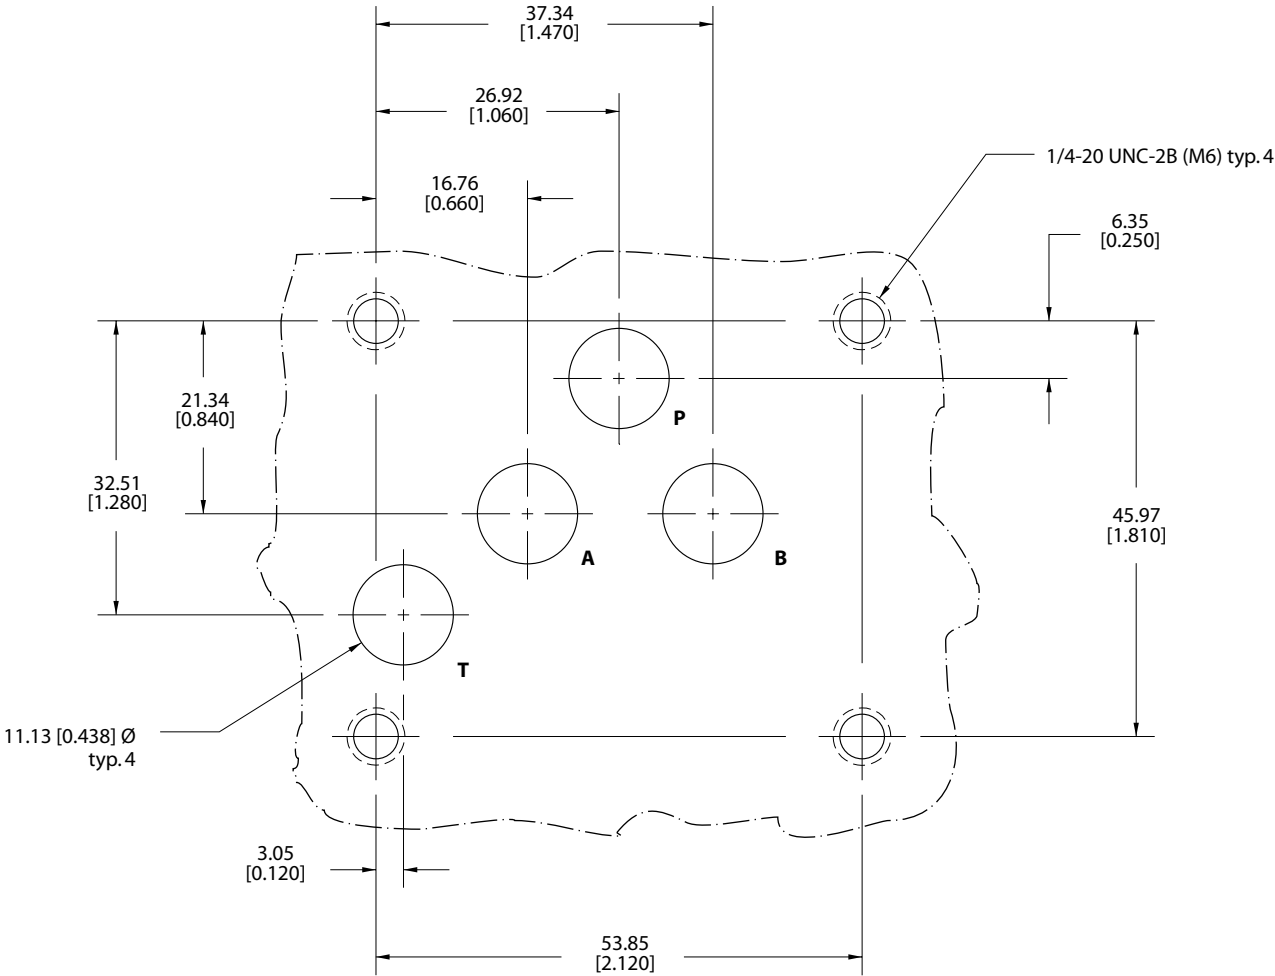 37.34
[1.470]
26.92
[1.060]
1/4-20 UNC-2B (M6) typ. 4
16.76
[0.660]
6.35
[0.250]
21.34
[0.840]
P
32.51
[1.280]
45.97
[1.810]
A
B
T
11.13 [0.438] Ø
typ. 4
3.05
[0.120]
53.85
[2.120]